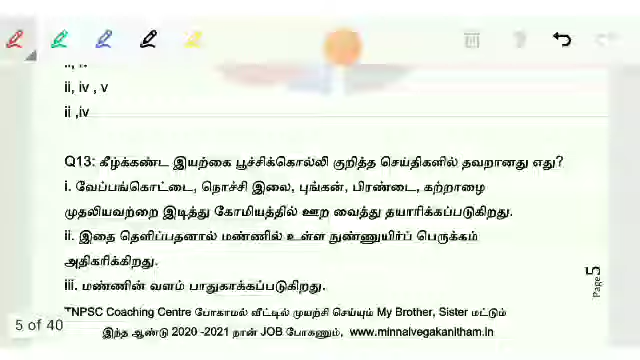 ii, iv , v
ii ,iv
Q13: கீழ்க்கண்ட இயற்கை பூச்சிக்கொல்லி குறித்த செய்திகளில் தவறானது எது?
i. வேப்பங்கொட்டை, நொச்சி இலை, புங்கன், பிரண்டை, கற்றாழை
முதலியவற்றை இடித்து கோமியத்தில் ஊற வைத்து தயாரிக்கப்படுகிறது.
ii. இதை தெளிப்பதனால் மண்ணில் உள்ள நுண்ணுயிர்ப் பெருக்கம்
அதிகரிக்கிறது.
iii. மண்ணின் வளம் பாதுகாக்கப்படுகிறது.
Page 5
TNPSC Coaching Centre போகாமல் வீட்டில் முயற்சி செய்யும் My Brother, Sister மட்டும்
5 of 40
இந்த ஆண்டு 2020 -2021 நான் JOB போகணும், www.minnalvegakanitham.in